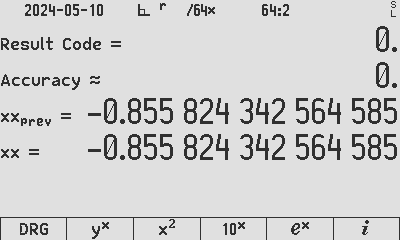 2024-05-10 ⊾ r /64× 64:2 S L
Result Code = 0.
Accuracy ≈ 0.
xxprev = -0.855 824 342 564 585
xx = -0.855 824 342 564 585
DRG yˣ x² 10ˣ eˣ i